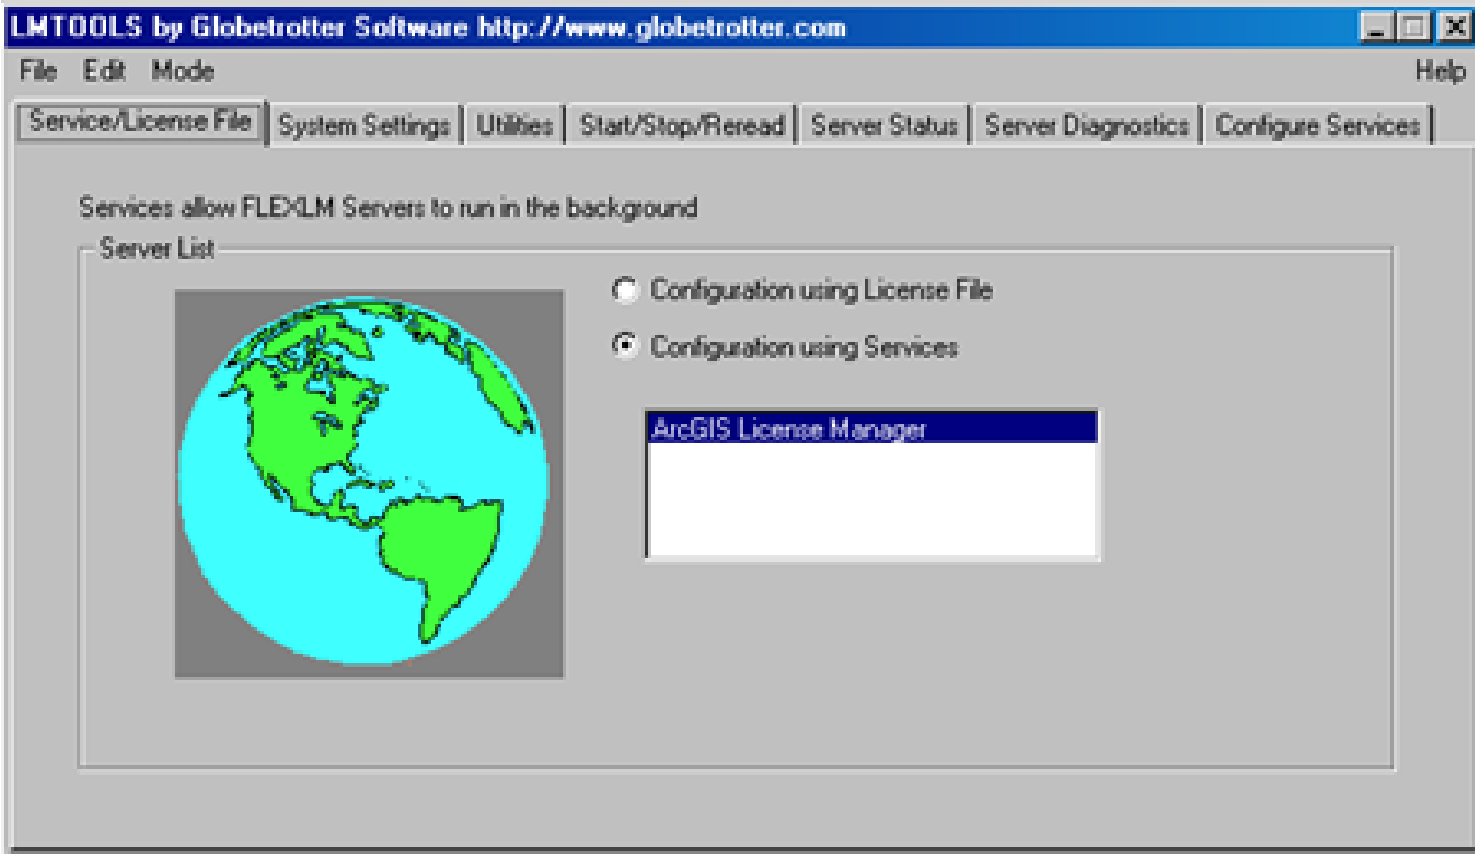 LMTOOLS by Globetrotter Software http://www.globetrotter.com
File Edit Mode Help
Service/License File System Settings Utilities Start/Stop/Reread Server Status Server Diagnostics Configure Services
Services allow FLEXLM Servers to run in the background
Server List
Configuration using License File
Configuration using Services
ArcGIS License Manager